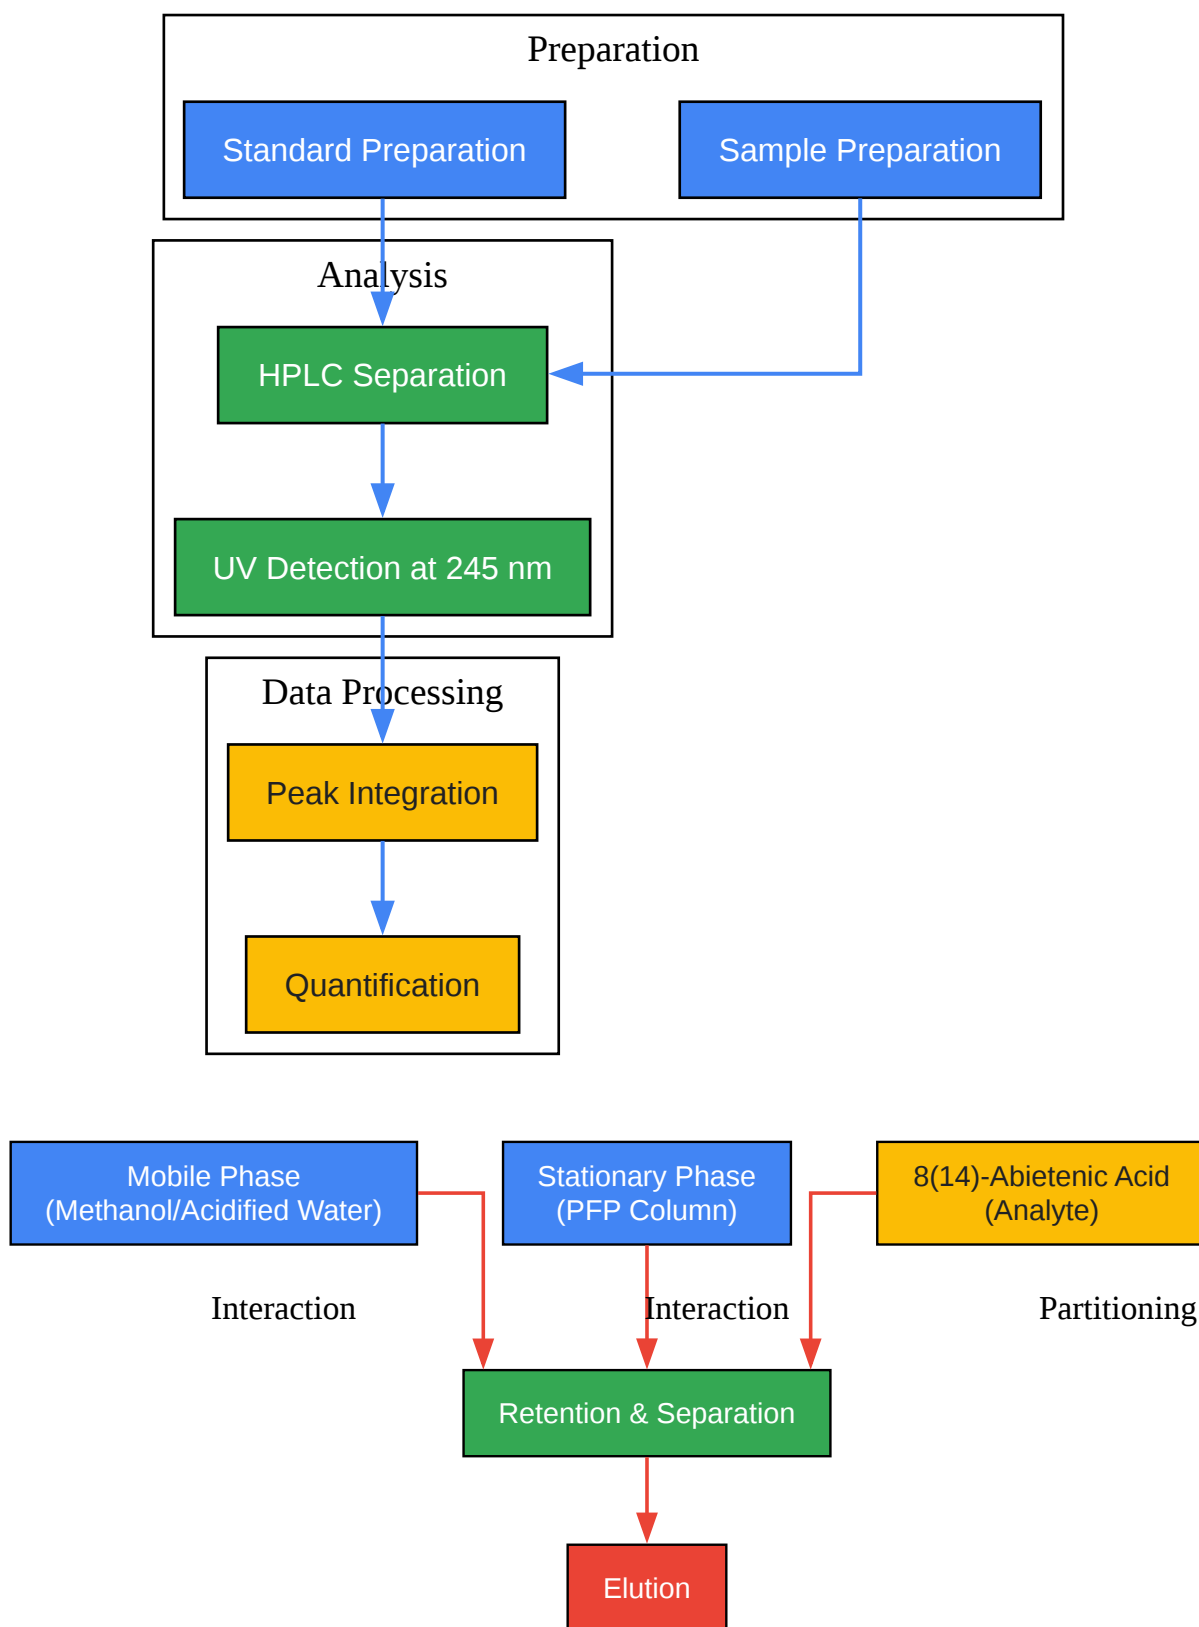 Preparation
Standard Preparation
Sample Preparation
Analysis
HPLC Separation
UV Detection at 245 nm
Data Processing
Peak Integration
Quantification
Mobile Phase
(Methanol/Acidified Water)
Stationary Phase
(PFP Column)
8(14)-Abietenic Acid
(Analyte)
Interaction
Interaction
Partitioning
Retention & Separation
Elution